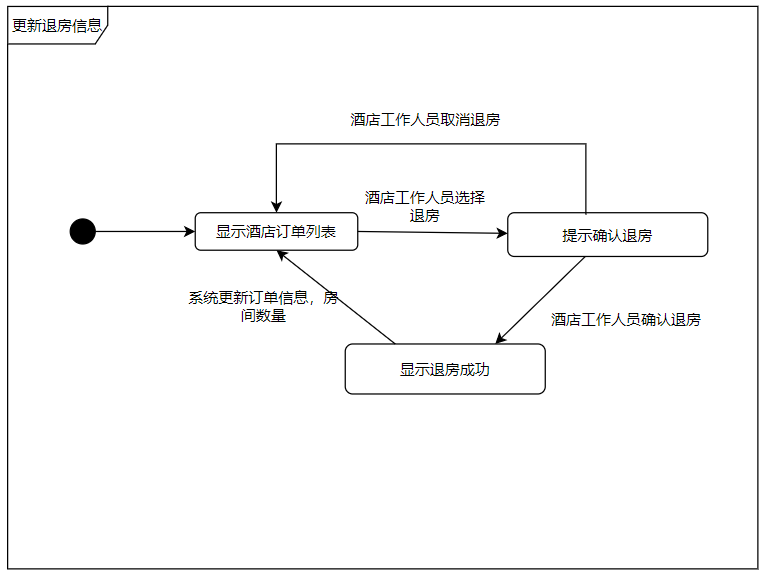 更新退房信息
酒店工作人员取消退房
酒店工作人员选择
退房
显示酒店订单列表
提示确认退房
系统更新订单信息，房
间数量
酒店工作人员确认退房
显示退房成功